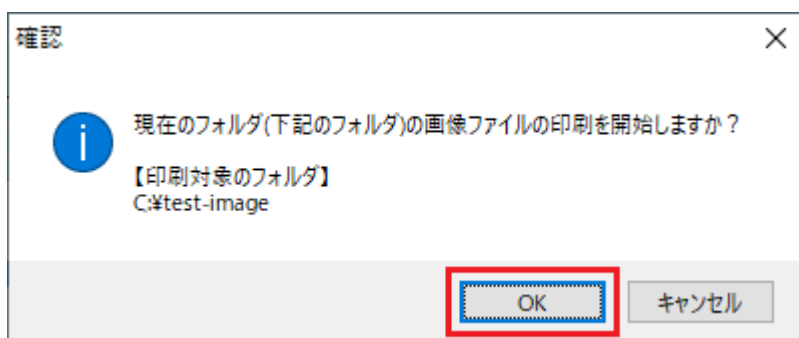 確認
現在のフォルダ(下記のフォルダ)の画像ファイルの印刷を開始しますか？
【印刷対象のフォルダ】
C:¥test-image
OK
キャンセル